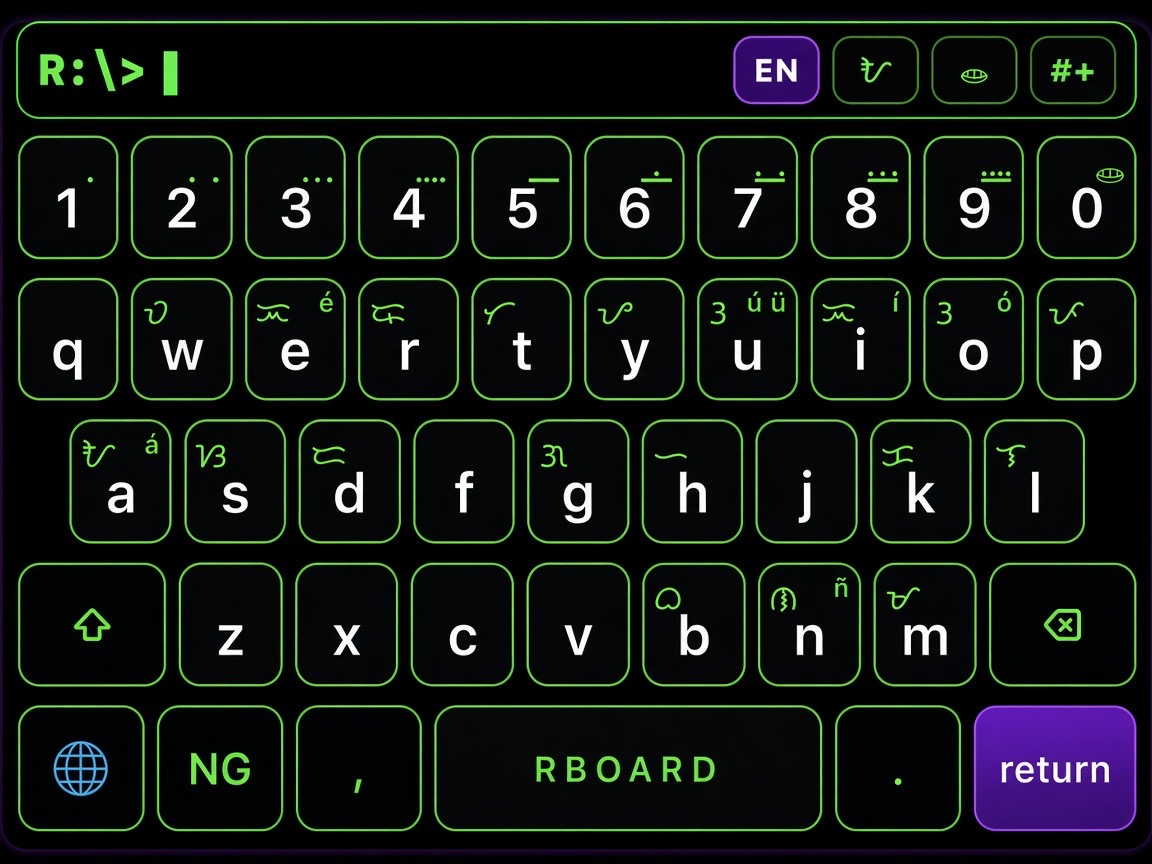 R:\> EN ᜀ 𝋠 #+
1 𝋡 2 𝋢 3 𝋣 4 𝋤 5 𝋥 6 𝋦 7 𝋧 8 𝋨 9 𝋩 0 𝋠
q w ᜏ e ᜁ é r ᜍ t ᜆ y ᜌ u ᜂ ú ü i ᜁ í o ᜂ ó p ᜉ
a ᜀ á s ᜐ d ᜇ f g ᜄ h ᜑ j k ᜃ l ᜎ
z x c v b ᜊ n ᜈ ñ m ᜋ
NG , RBOARD . return